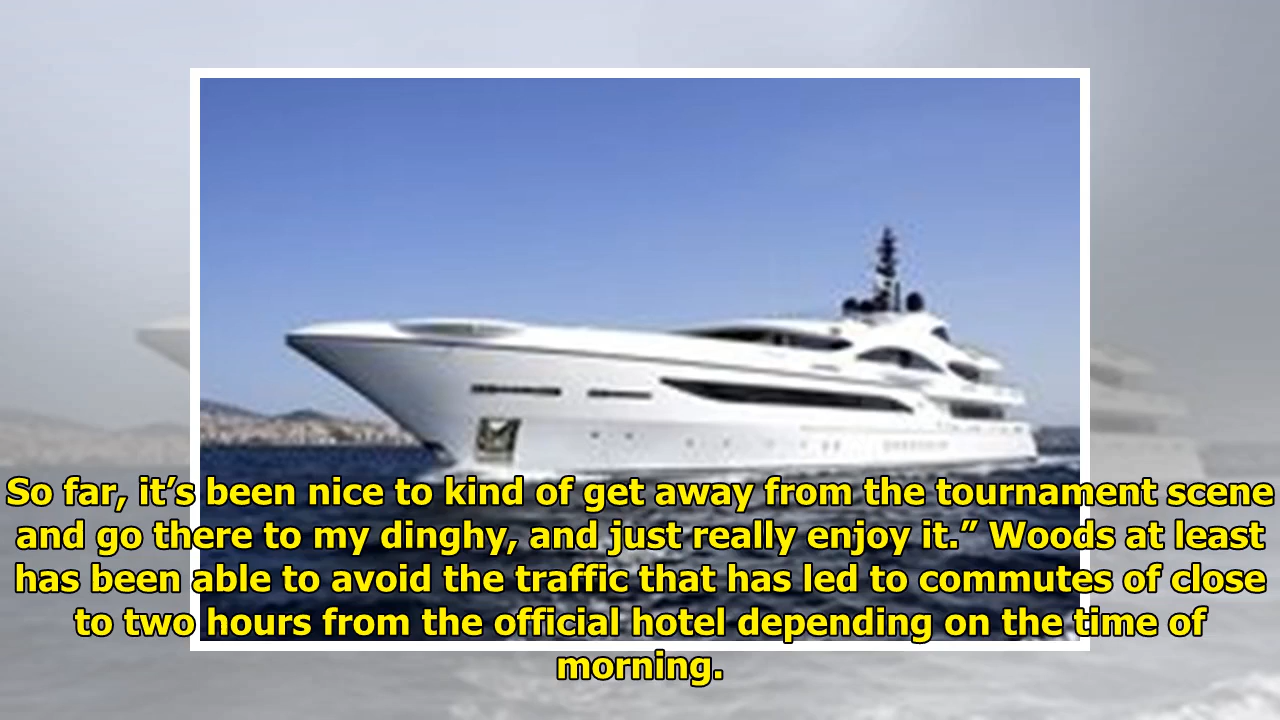 So far, it’s been nice to kind of get away from the tournament scene
and go there to my dinghy, and just really enjoy it.” Woods at least
has been able to avoid the traffic that has led to commutes of close
to two hours from the official hotel depending on the time of
morning.